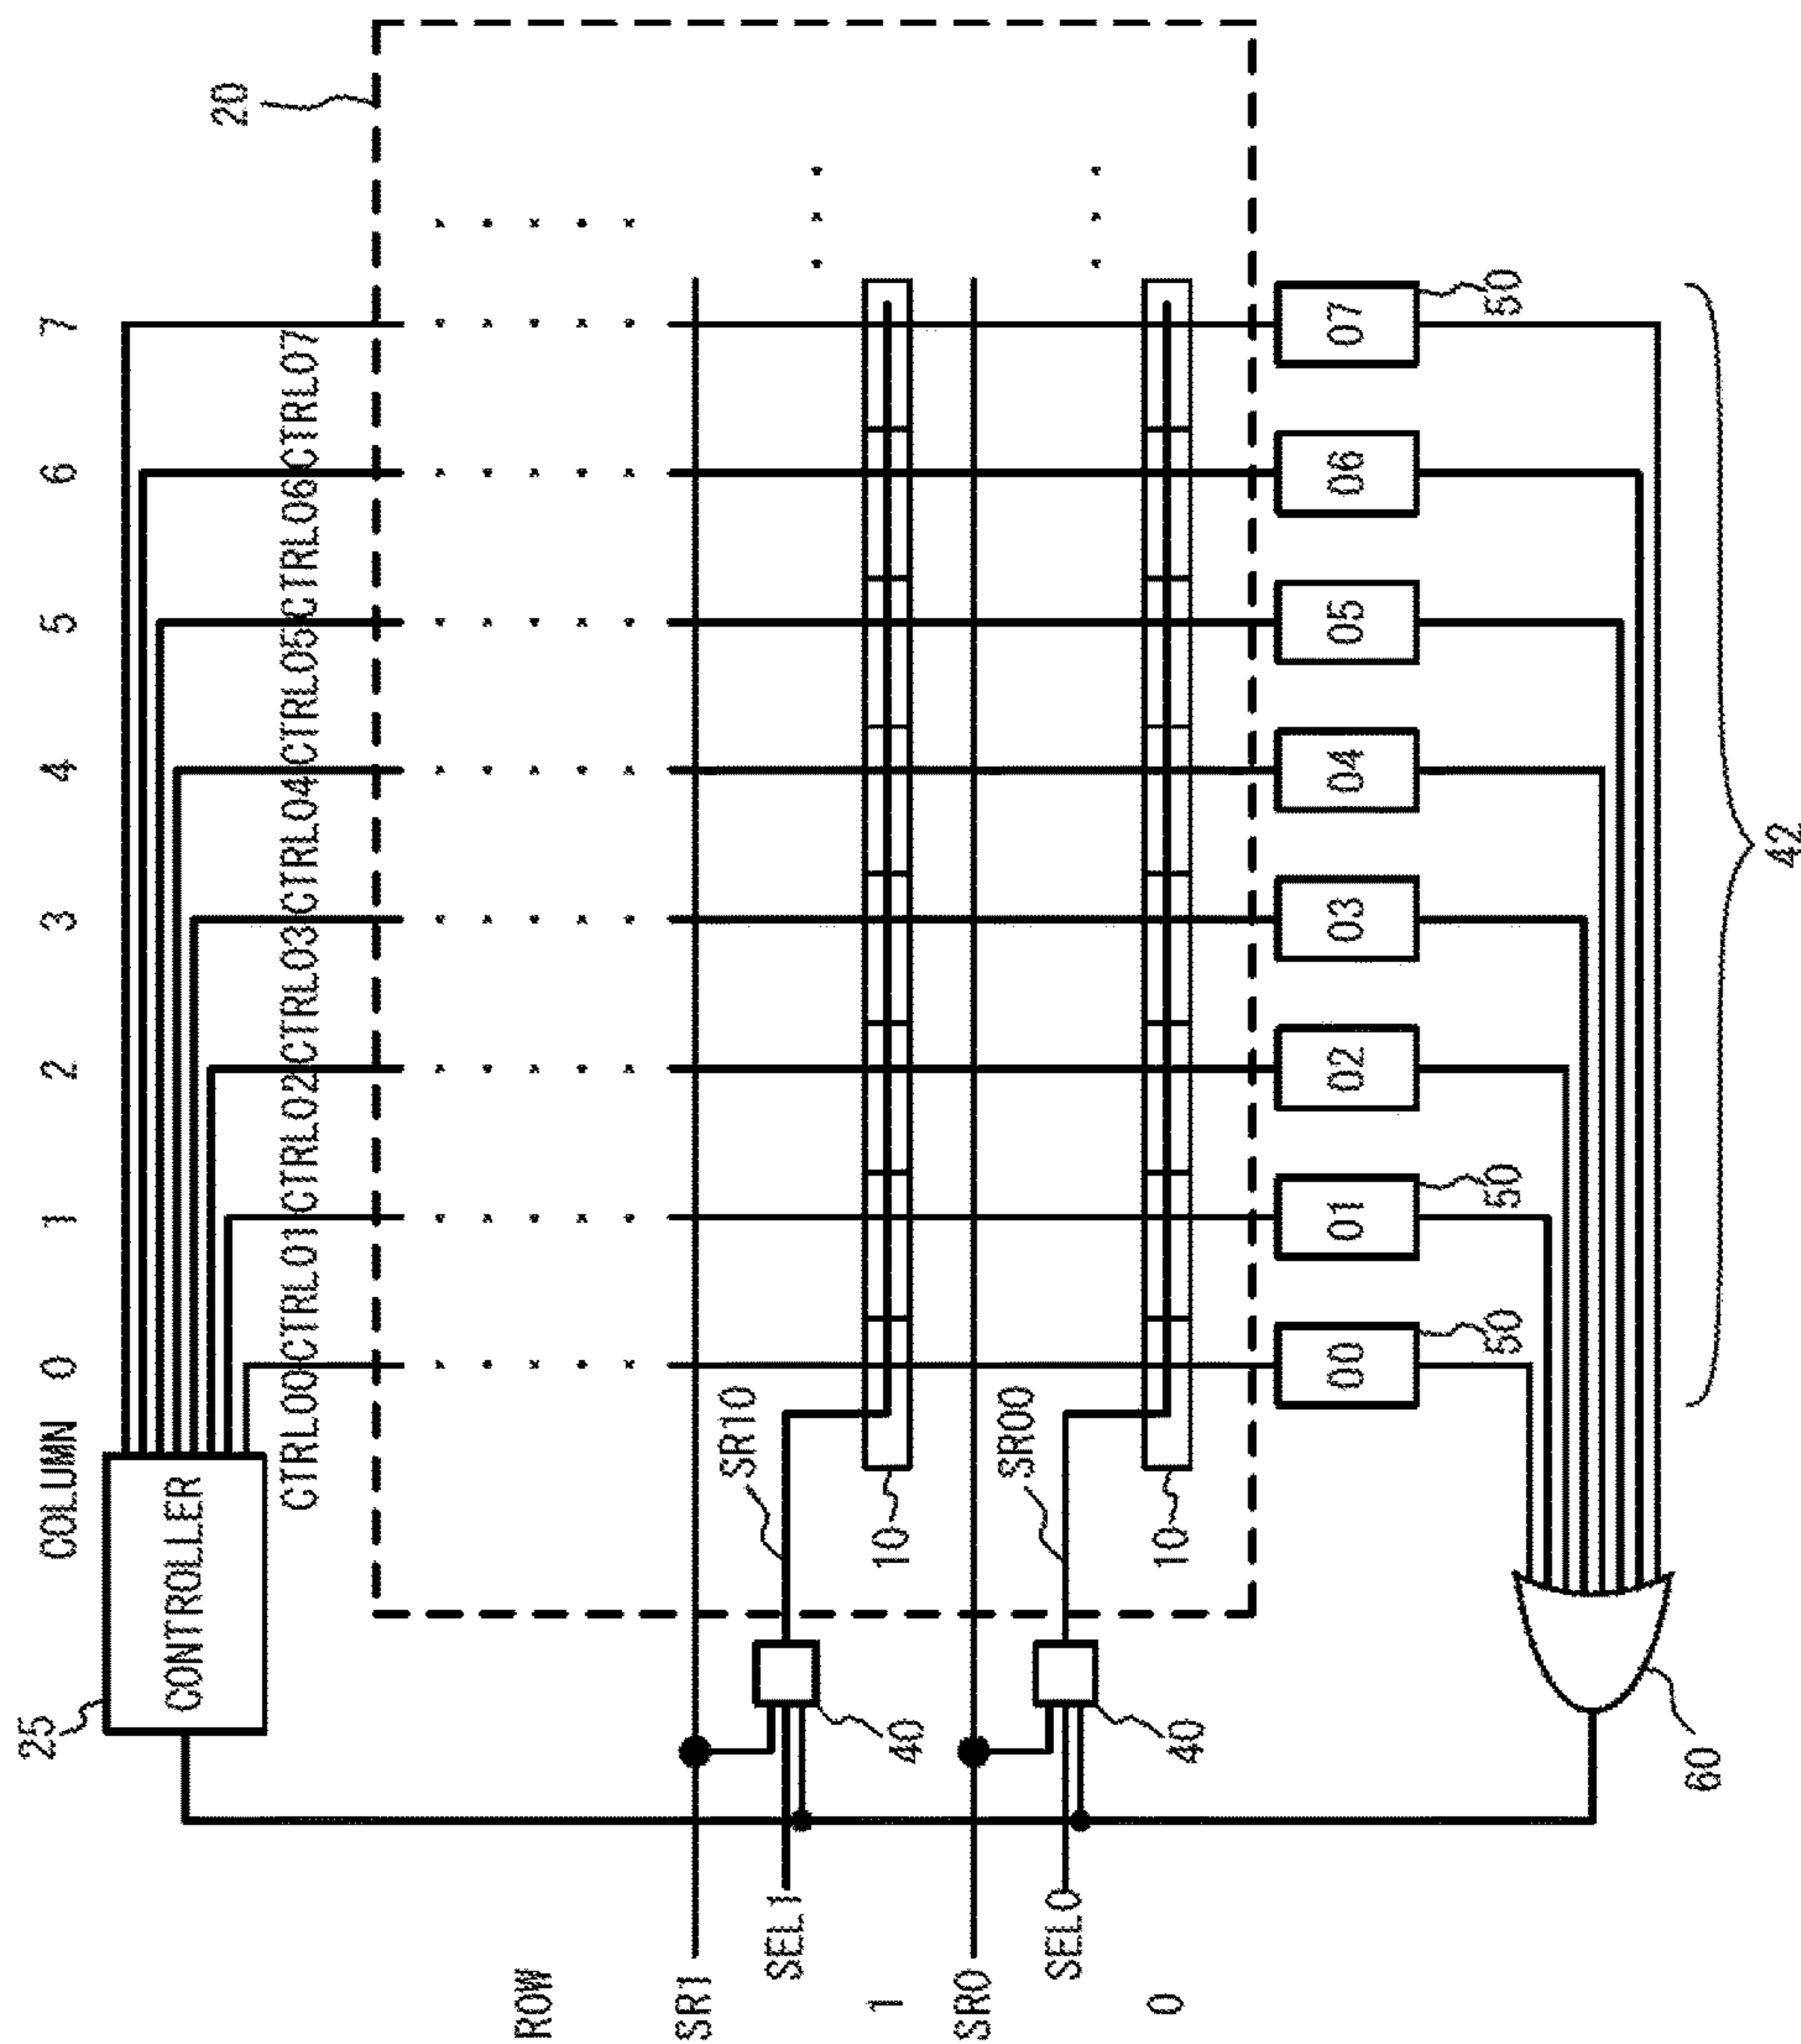 COLUMN 0 1 2 3 4 5 6 7
25
CONTROLLER
20
CTRL00 CTRL01 CTRL02 CTRL03 CTRL04 CTRL05 CTRL06 CTRL07
ROW
SR1
SR10
SEL1
40
10
1
SR0
SR00
SEL0
40
10
0
00 01 02 03 04 05 06 07
50 50 50
60
42